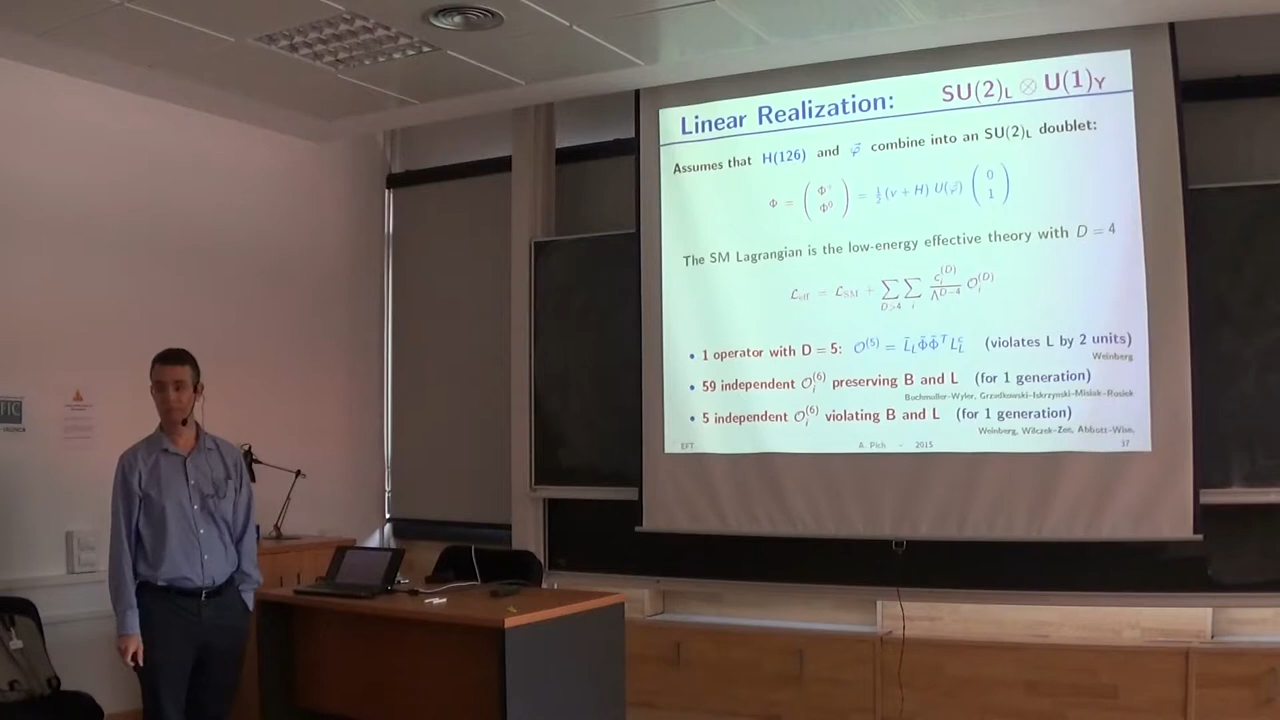 Linear Realization: SU(2)L ⊗ U(1)Y
Assumes that H(126) and φ⃗ combine into an SU(2)L doublet:
Φ = ( Φ⁺ Φ⁰ ) = ½ (v + H) U(φ⃗) ( 0 1 )
The SM Lagrangian is the low-energy effective theory with D = 4
ℒeff = ℒSM + ∑D>4 ∑i ci(D)/Λ^(D−4) Oi(D)
• 1 operator with D = 5: O(5) = L̄L Φ̃ Φ̃ᵀ LLᶜ (violates L by 2 units)
Weinberg
• 59 independent Oi(6) preserving B and L (for 1 generation)
Buchmuller-Wyler, Grzadkowski-Iskrzynski-Misiak-Rosiek
• 5 independent Oi(6) violating B and L (for 1 generation)
Weinberg, Wilczek-Zee, Abbott-Wise,
EFT A. Pich - 2015 17
FIC